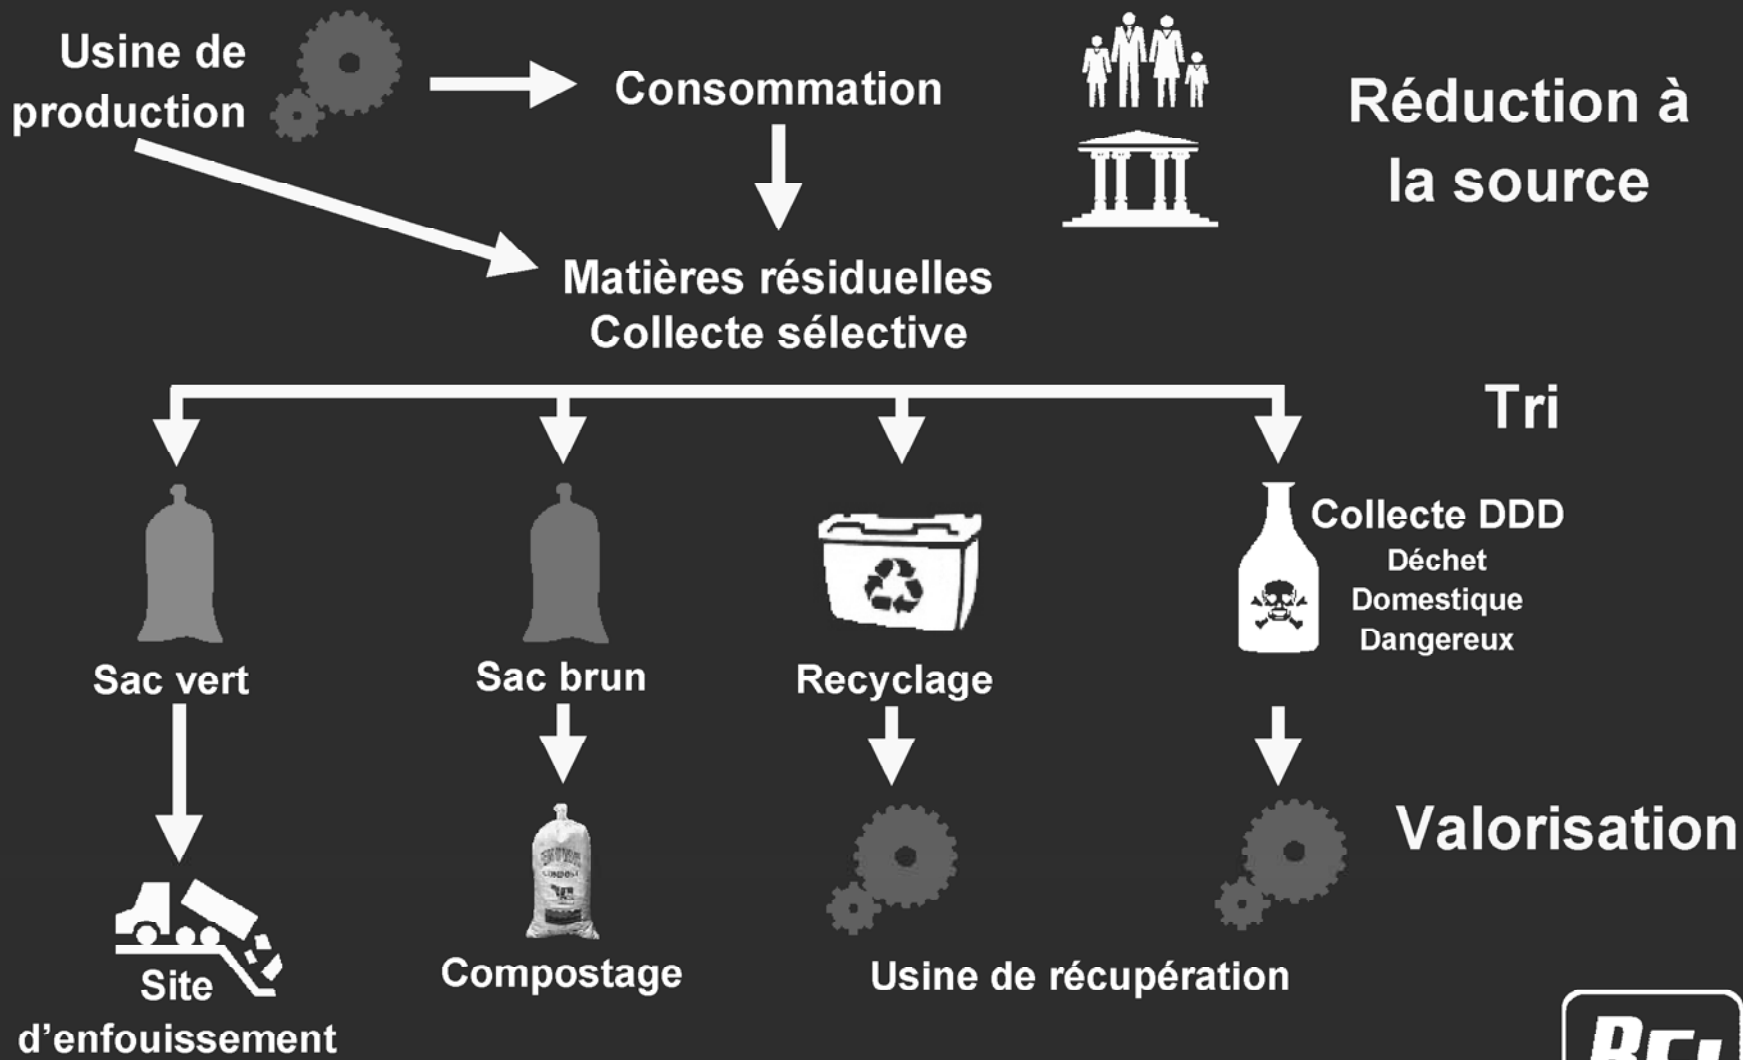 Usine de
production
Consommation
Réduction à
la source
Matières résiduelles
Collecte sélective
Tri
Collecte DDD
Déchet
Domestique
Dangereux
Sac vert
Sac brun
Recyclage
Valorisation
Compostage
Usine de récupération
Site
d'enfouissement